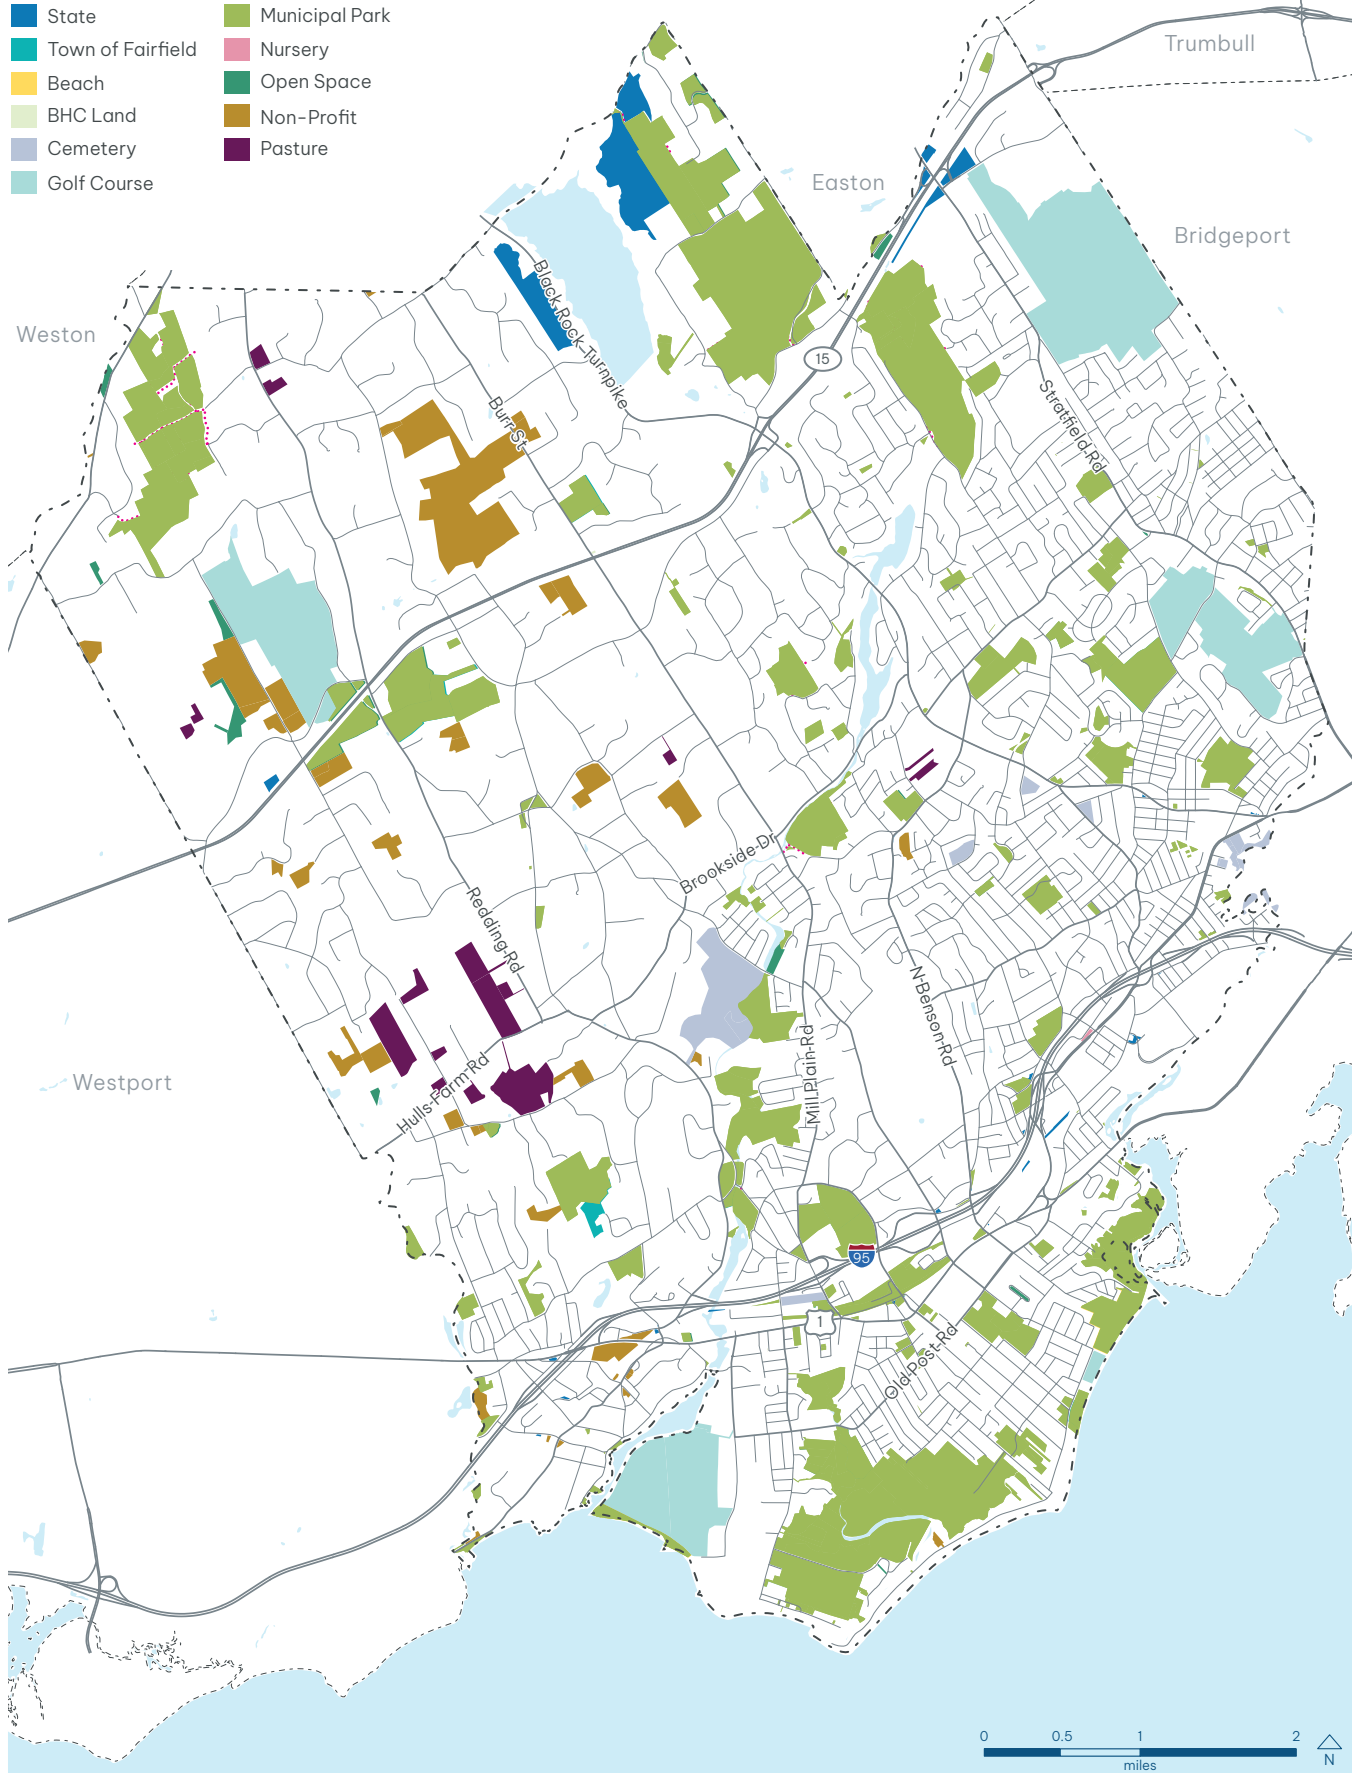 State
Town of Fairfield
Beach
BHC Land
Cemetery
Golf Course
Municipal Park
Nursery
Open Space
Non-Profit
Pasture
Trumbull
Easton
Bridgeport
Weston
Black Rock Turnpike
15
Burr St
Stratfield Rd
Brookside Dr
Redding Rd
N Benson Rd
Mill Plain Rd
Westport
Hulls Farm Rd
95
1
Old Post Rd
0 0.5 1 2
miles
N